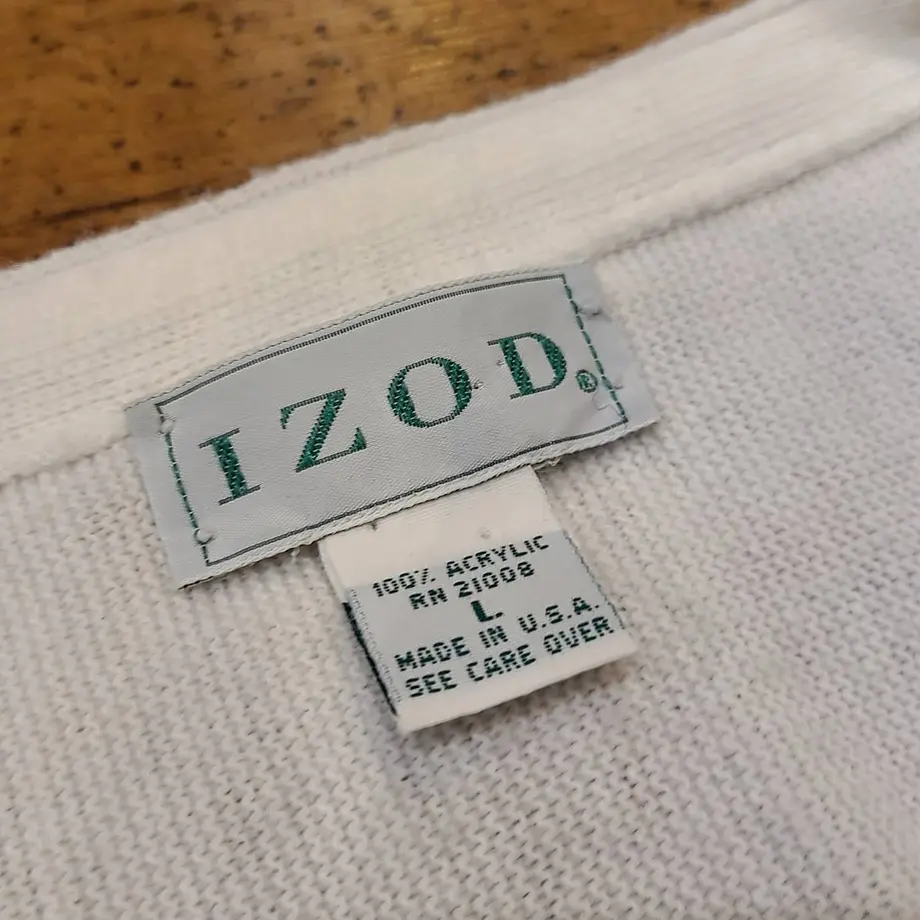 IZOD®
100% ACRYLIC
RN 21008
L.
MADE IN U.S.A.
SEE CARE OVER